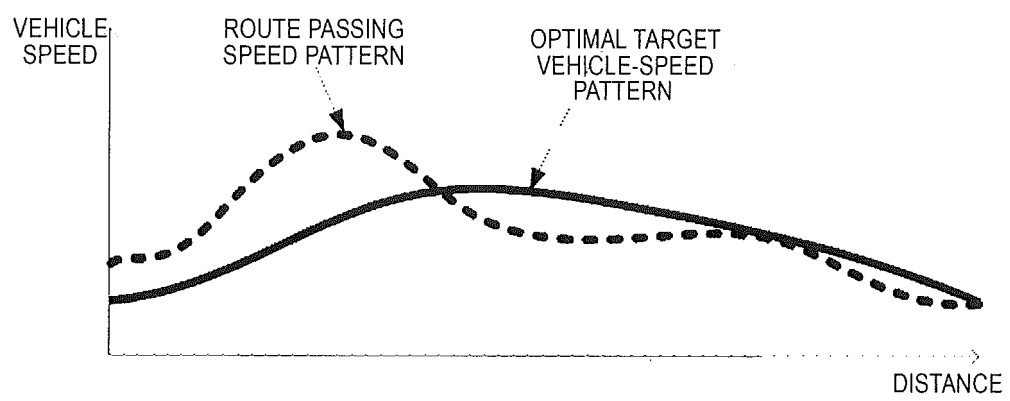 VEHICLE
SPEED
ROUTE PASSING
SPEED PATTERN
OPTIMAL TARGET
VEHICLE-SPEED
PATTERN
DISTANCE